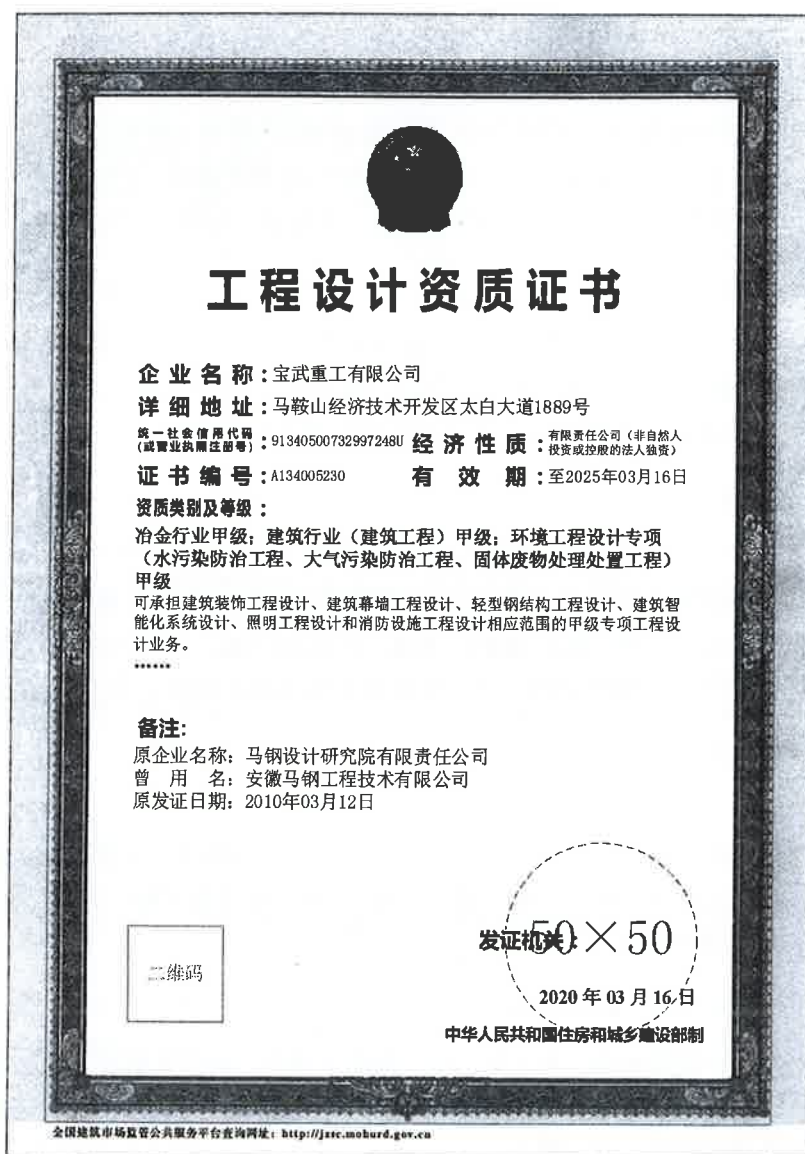 工程设计资质证书
企业名称：宝武重工有限公司
详细地址：马鞍山经济技术开发区太白大道1889号
统一社会信用代码
(或营业执照注册号)：91340500732997248U 经济性质：有限责任公司（非自然人
投资或控股的法人独资）
证书编号：A134005230 有效期：至2025年03月16日
资质类别及等级：
冶金行业甲级；建筑行业（建筑工程）甲级；环境工程设计专项
（水污染防治工程、大气污染防治工程、固体废物处理处置工程）
甲级
可承担建筑装饰工程设计、建筑幕墙工程设计、轻型钢结构工程设计、建筑智
能化系统设计、照明工程设计和消防设施工程设计相应范围的甲级专项工程设
计业务。
******
备注:
原企业名称：马钢设计研究院有限责任公司
曾用名：安徽马钢工程技术有限公司
原发证日期：2010年03月12日
发证机关：50×50
二维码
2020年03月16日
中华人民共和国住房和城乡建设部制
全国建筑市场监管公共服务平台查询网址：http://jzsc.mohurd.gov.cn